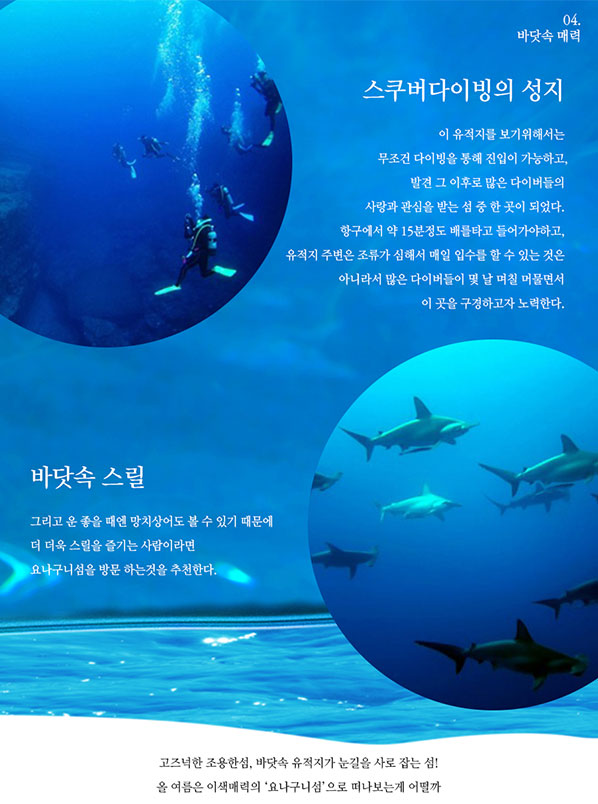 04.
바닷속 매력
스쿠버다이빙의 성지
이 유적지를 보기위해서는
무조건 다이빙을 통해 진입이 가능하고,
발견 그 이후로 많은 다이버들의
사랑과 관심을 받는 섬 중 한 곳이 되었다.
항구에서 약 15분정도 배를타고 들어가야하고,
유적지 주변은 조류가 심해서 매일 입수를 할 수 있는 것은
아니라서 많은 다이버들이 몇 날 며칠 머물면서
이 곳을 구경하고자 노력한다.
바닷속 스릴
그리고 운 좋을 때엔 망치상어도 볼 수 있기 때문에
더 더욱 스릴을 즐기는 사람이라면
요나구니섬을 방문 하는것을 추천한다.
고즈넉한 조용한섬, 바닷속 유적지가 눈길을 사로 잡는 섬!
올 여름은 이색매력의 ‘요나구니섬’으로 떠나보는게 어떨까